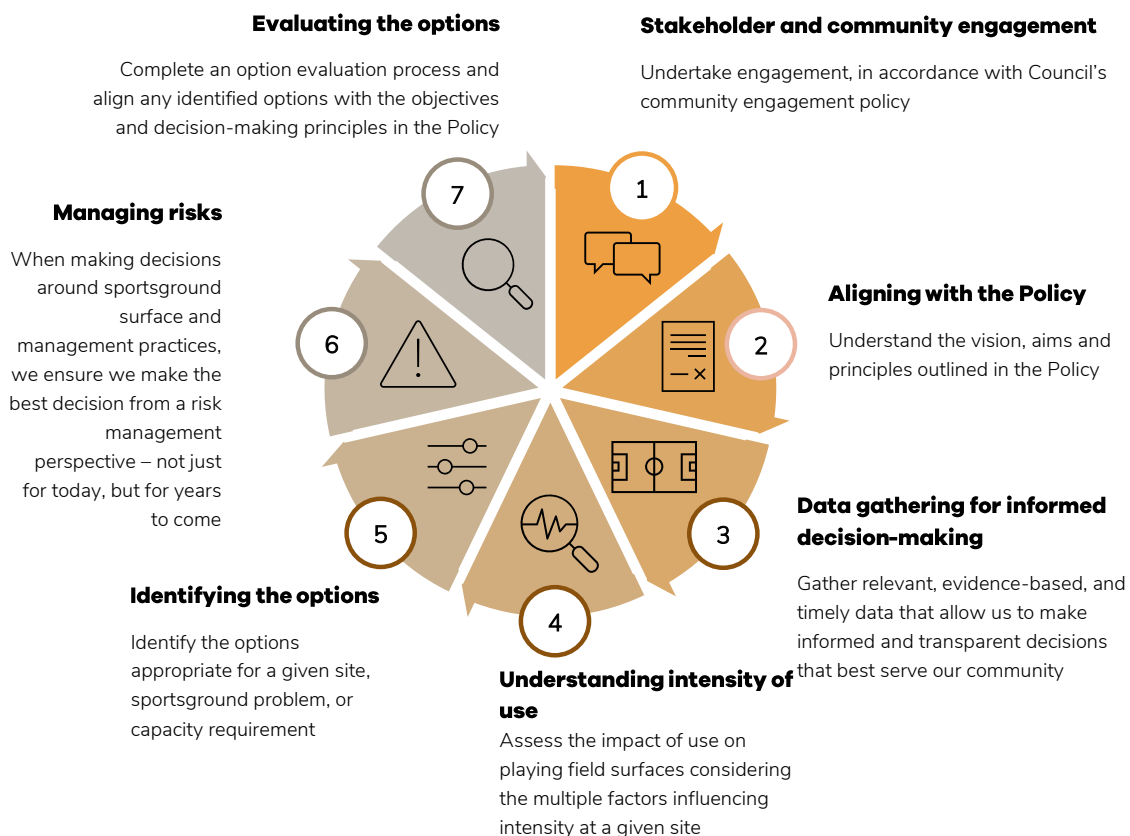 Evaluating the options
Complete an option evaluation process and
align any identified options with the objectives
and decision-making principles in the Policy
Stakeholder and community engagement
Undertake engagement, in accordance with Council’s
community engagement policy
7
1
Managing risks
When making decisions
around sportsground
surface and
management practices,
we ensure we make the
best decision from a risk
management
perspective – not just
for today, but for years
to come
6
2
Aligning with the Policy
Understand the vision, aims and
principles outlined in the Policy
5
3
4
Data gathering for informed
decision-making
Gather relevant, evidence-based, and
timely data that allow us to make
informed and transparent decisions
that best serve our community
Identifying the options
Identify the options
appropriate for a given site,
sportsground problem, or
capacity requirement
Understanding intensity of
use
Assess the impact of use on
playing field surfaces considering
the multiple factors influencing
intensity at a given site